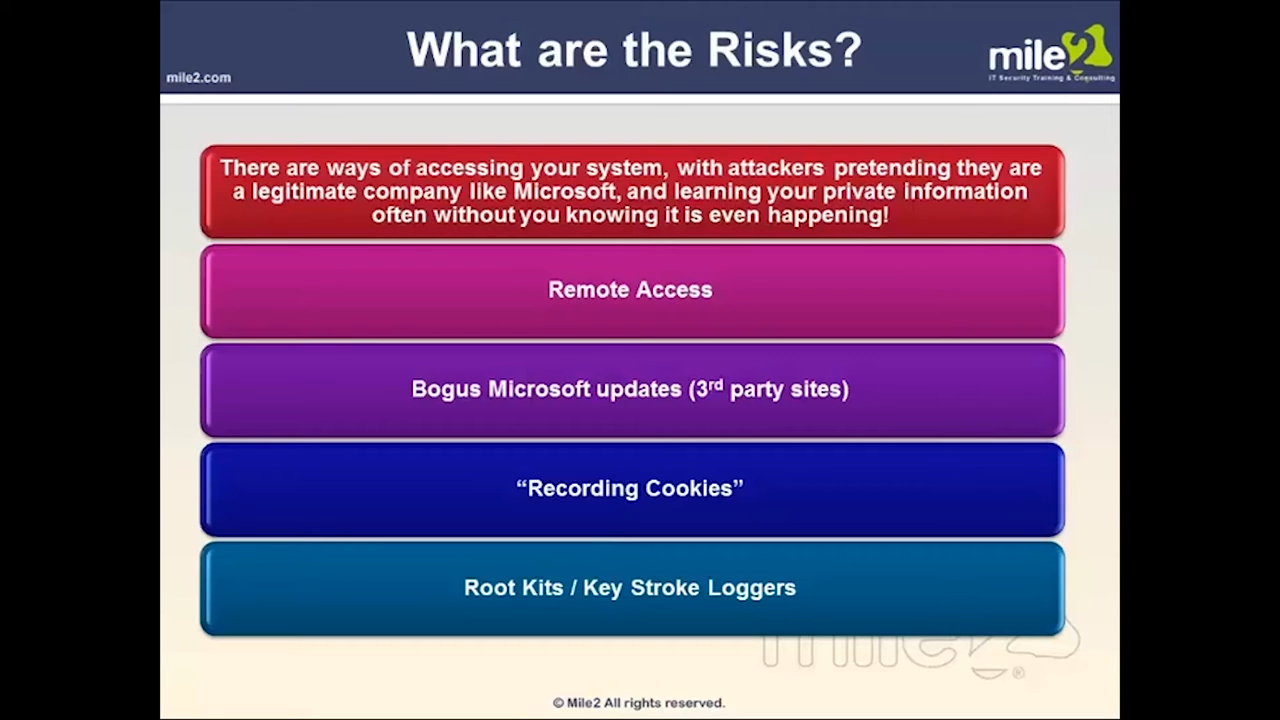 What are the Risks?
mile2.com
mile2
IT Security Training & Consulting
There are ways of accessing your system, with attackers pretending they are
a legitimate company like Microsoft, and learning your private information
often without you knowing it is even happening!
Remote Access
Bogus Microsoft updates (3rd party sites)
“Recording Cookies”
Root Kits / Key Stroke Loggers
mile2®
© Mile2 All rights reserved.